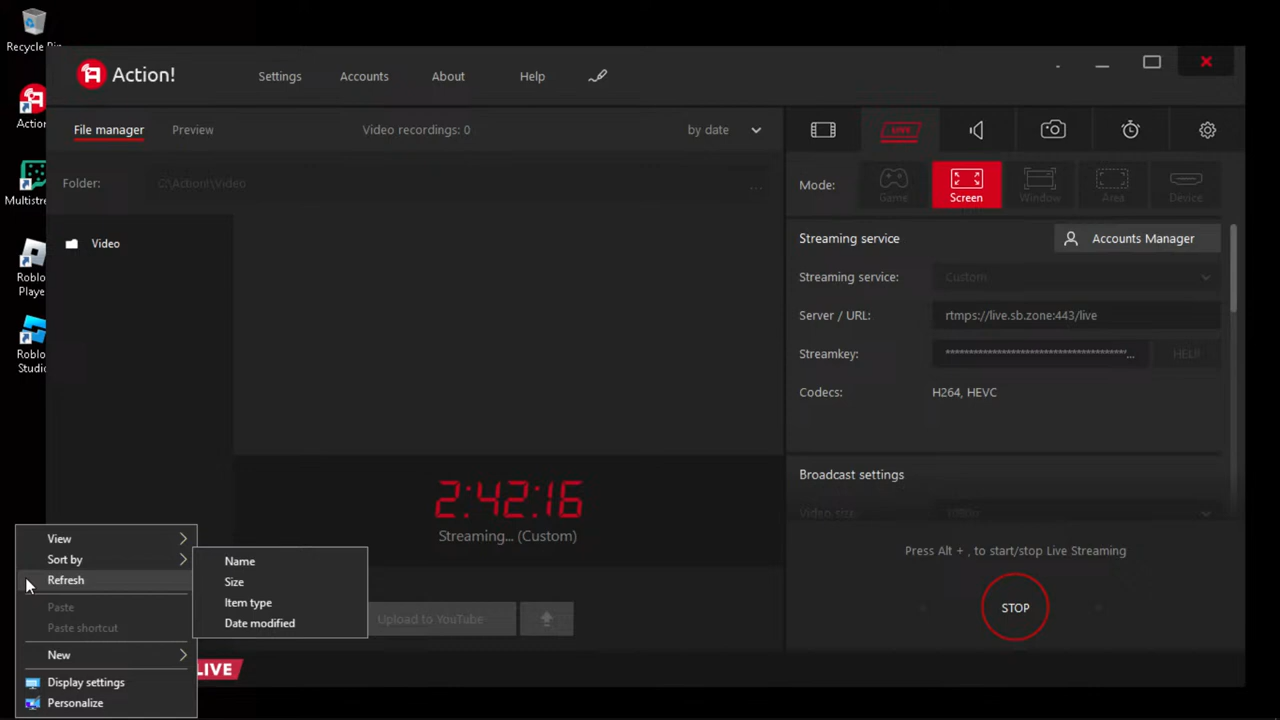 Recycle Bin
Action
Multistre
Roblo
Player
Roblo
Studio
Action!
Settings
Accounts
About
Help
File manager
Preview
Video recordings: 0
by date
Folder:
C:\Action!\Video
...
Video
LIVE
Mode:
Game
Screen
Window
Area
Device
Streaming service
Accounts Manager
Streaming service:
Custom
Server / URL:
rtmps://live.sb.zone:443/live
Streamkey:
HELP
Codecs:
H264, HEVC
Broadcast settings
Video size:
2:42:16
Streaming... (Custom)
Upload to YouTube
Press Alt + , to start/stop Live Streaming
STOP
LIVE
View
Sort by
Refresh
Paste
Paste shortcut
New
Display settings
Personalize
Name
Size
Item type
Date modified